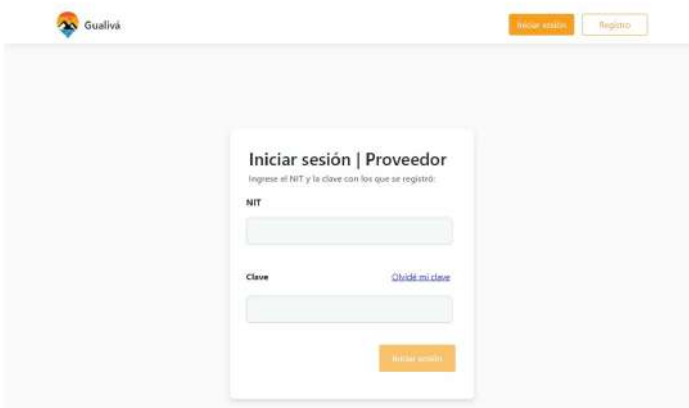 Gualivá
Iniciar sesión
Registro
Iniciar sesión | Proveedor
Ingrese el NIT y la clave con los que se registró:
NIT
Clave
Olvidé mi clave
Iniciar sesión